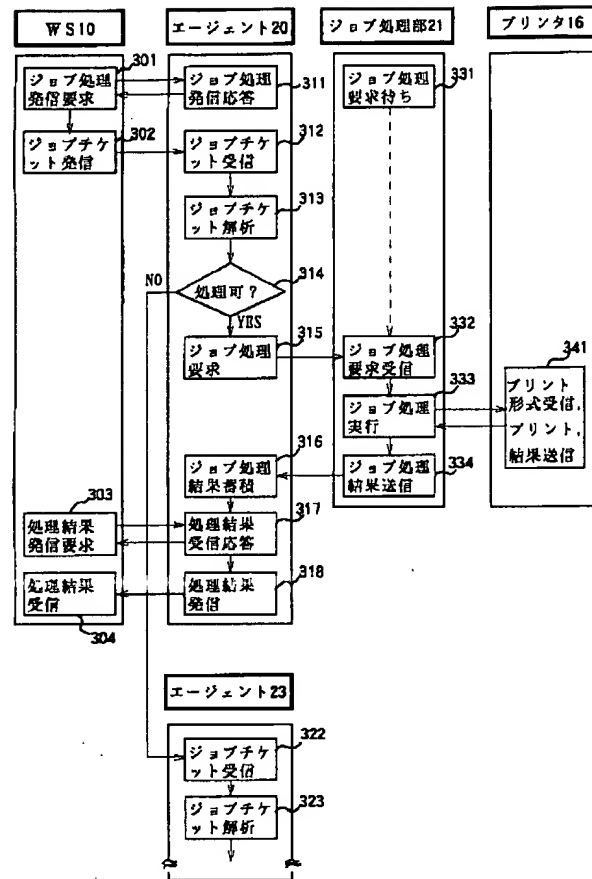 WS10
エージェント20
ジョブ処理部21
プリンタ16
301
ジョブ処理
発信要求
ジョブ処理
発信応答
311
ジョブ処理
要求待ち
331
302
ジョブチケ
ット発信
312
ジョブチケ
ット受信
313
ジョブチケ
ット解析
314
処理可?
NO
YES
315
ジョブ処理
要求
332
ジョブ処理
要求受信
333
ジョブ処理
実行
341
プリント
形式受信,
プリント,
結果送信
316
ジョブ処理
結果蓄積
334
ジョブ処理
結果送信
303
処理結果
発信要求
317
処理結果
受信応答
処理結果
受信
304
318
処理結果
発信
エージェント23
322
ジョブチケ
ット受信
323
ジョブチケ
ット解析